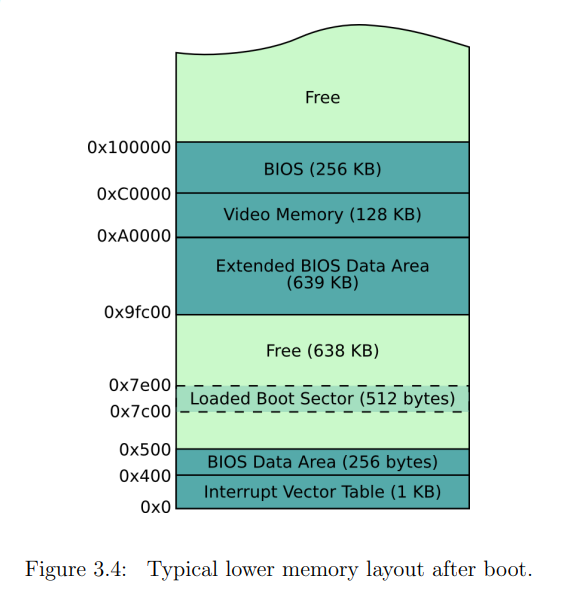 Free
0x100000
BIOS (256 KB)
0xC0000
Video Memory (128 KB)
0xA0000
Extended BIOS Data Area
(639 KB)
0x9fc00
Free (638 KB)
0x7e00
Loaded Boot Sector (512 bytes)
0x7c00
0x500
BIOS Data Area (256 bytes)
0x400
Interrupt Vector Table (1 KB)
0x0
Figure 3.4: Typical lower memory layout after boot.